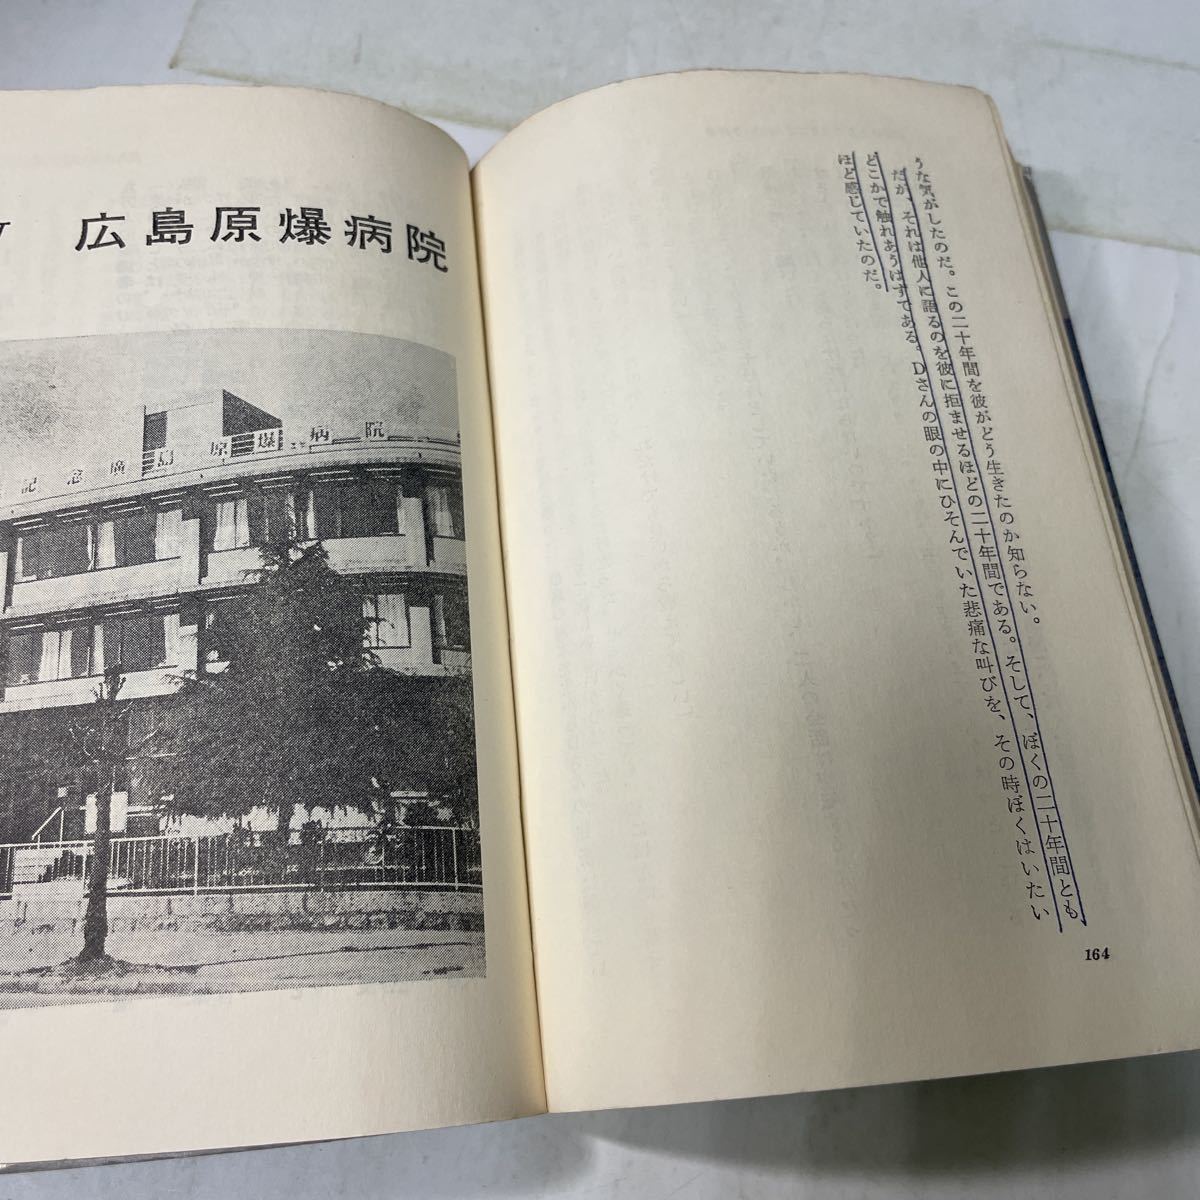 うな気がしたのだ。この二十年間を彼がどう生きたのか知らない。
だが、それは他人に語るのを彼に拒ませるほどの二十年間である。そして、ぼくの二十年間とも
どこかで触れあうはずである。Dさんの眼の中にひそんでいた悲痛な叫びを、その時ぼくはいたい
ほど感じていたのだ。
164
広島原爆病院
記念廣島原爆病院